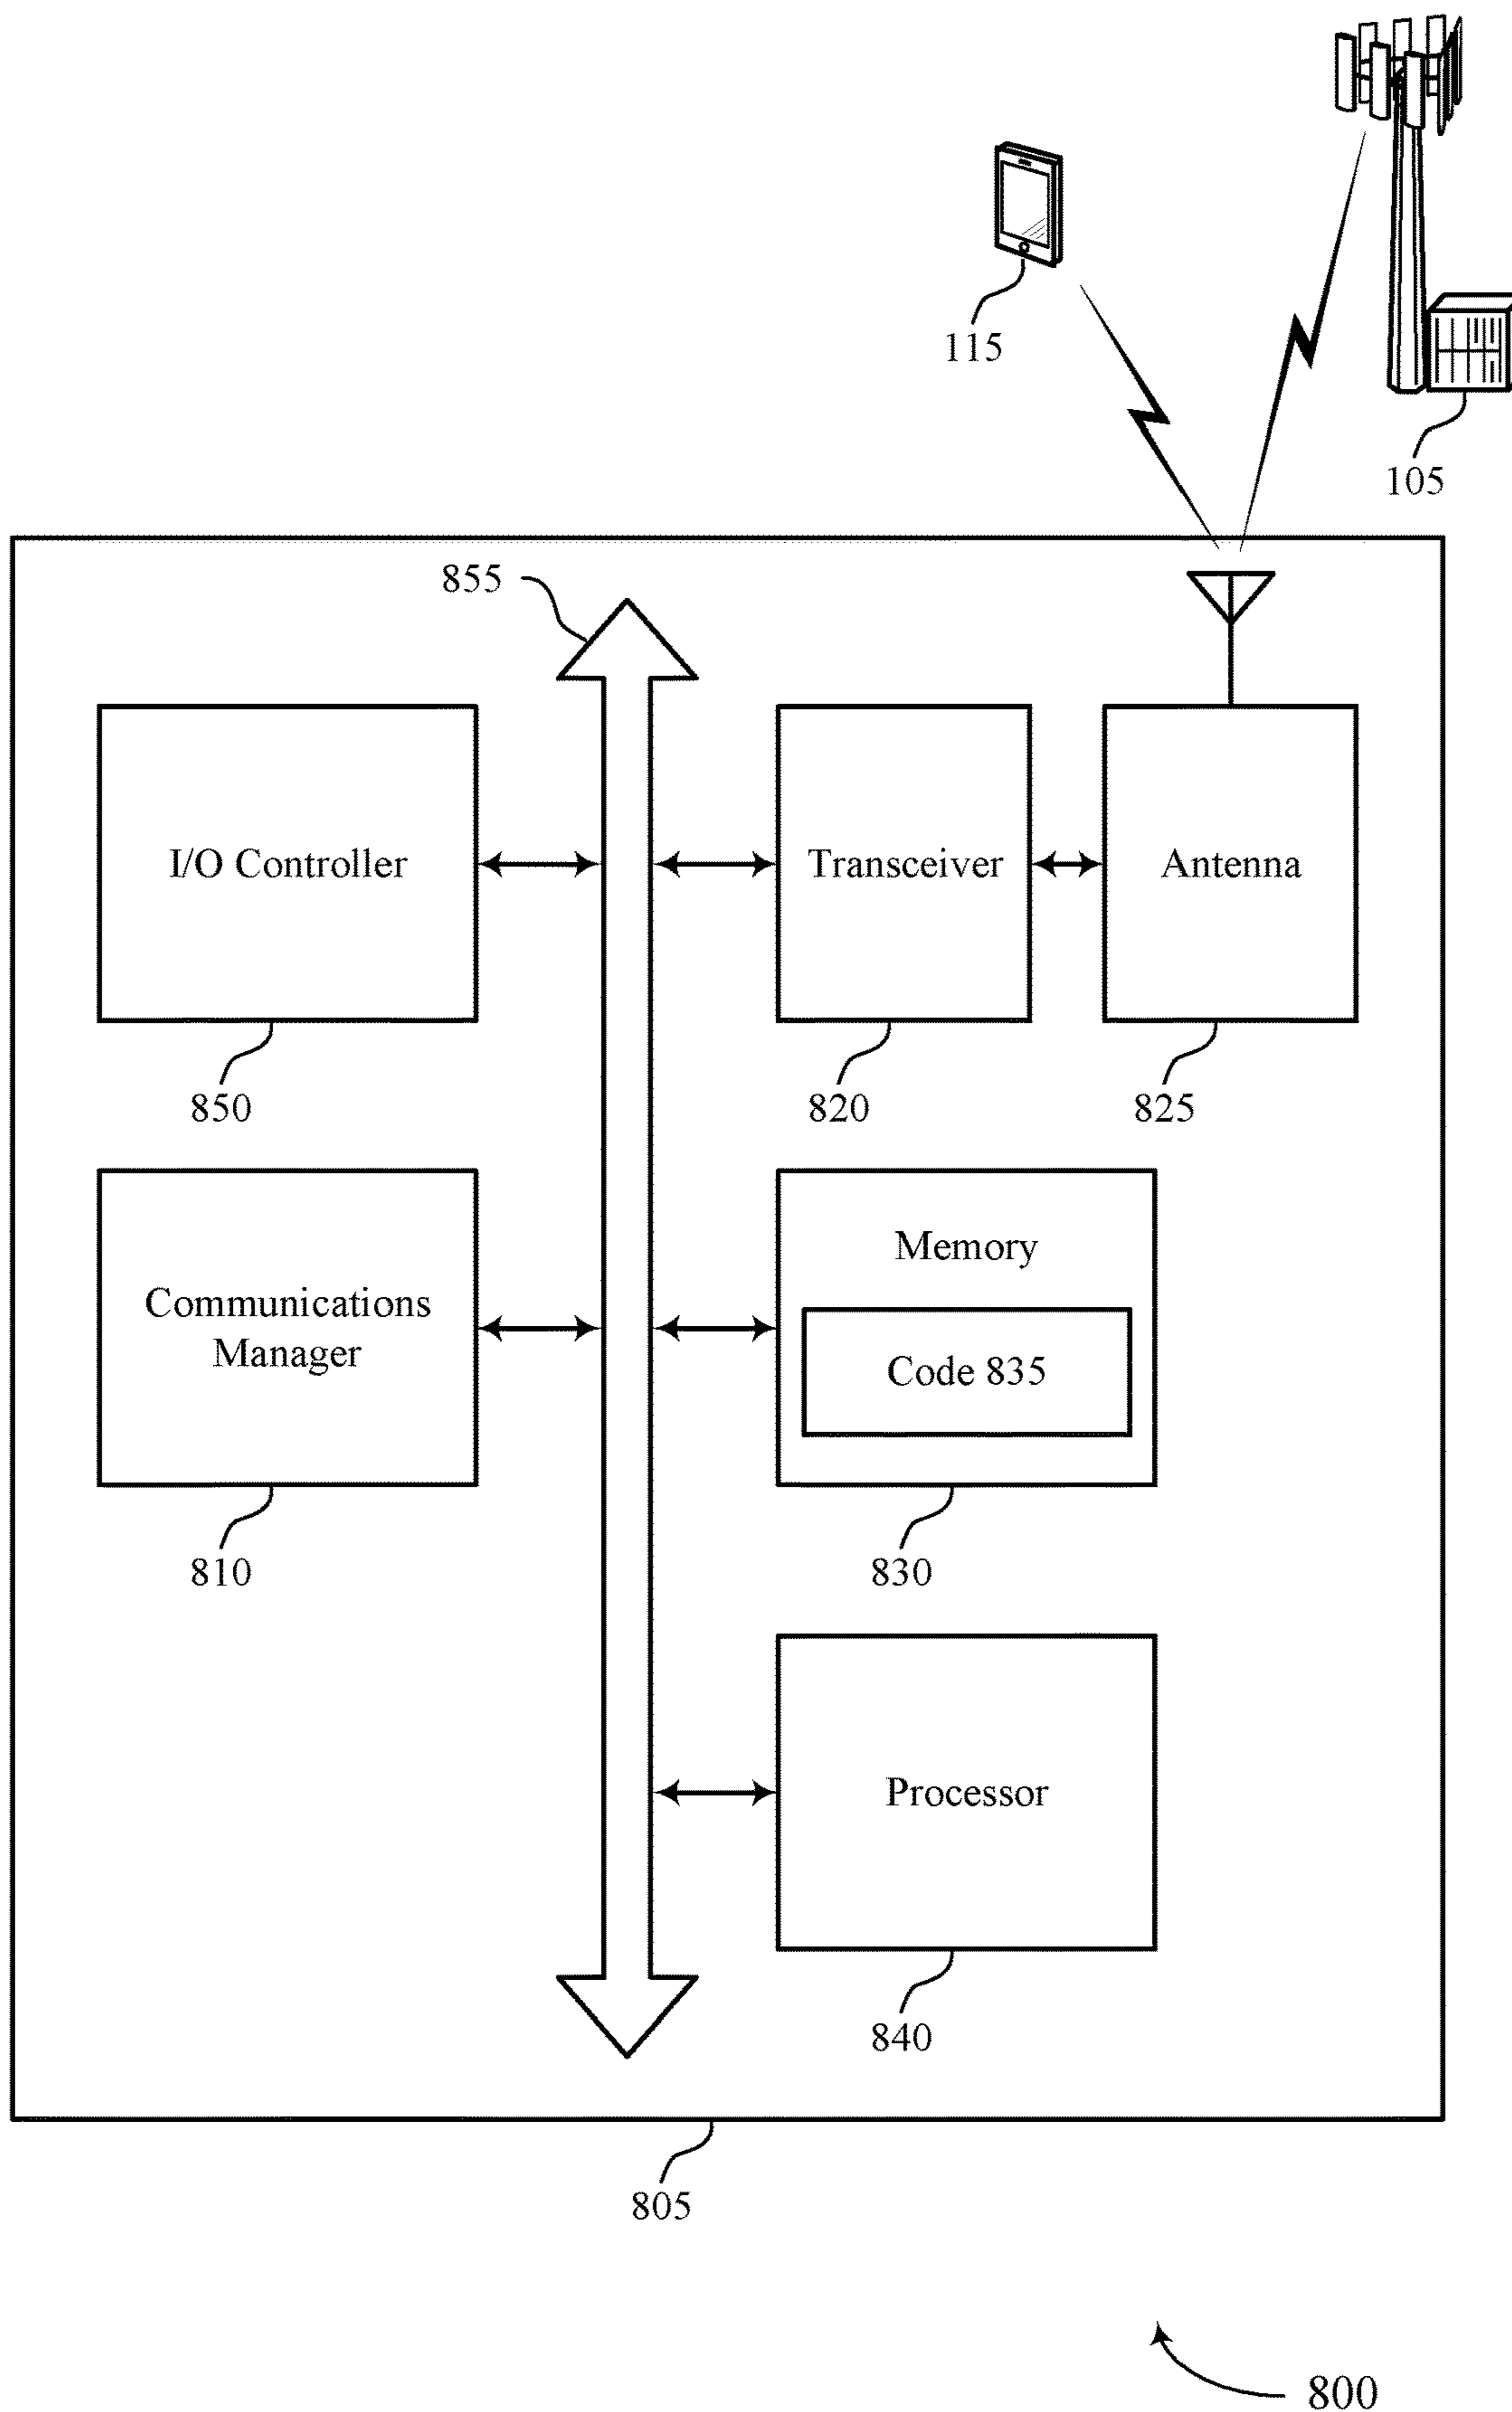 115
105
855
I/O Controller
Transceiver
Antenna
850
820
825
Communications
Manager
Memory
Code 835
810
830
Processor
840
805
800